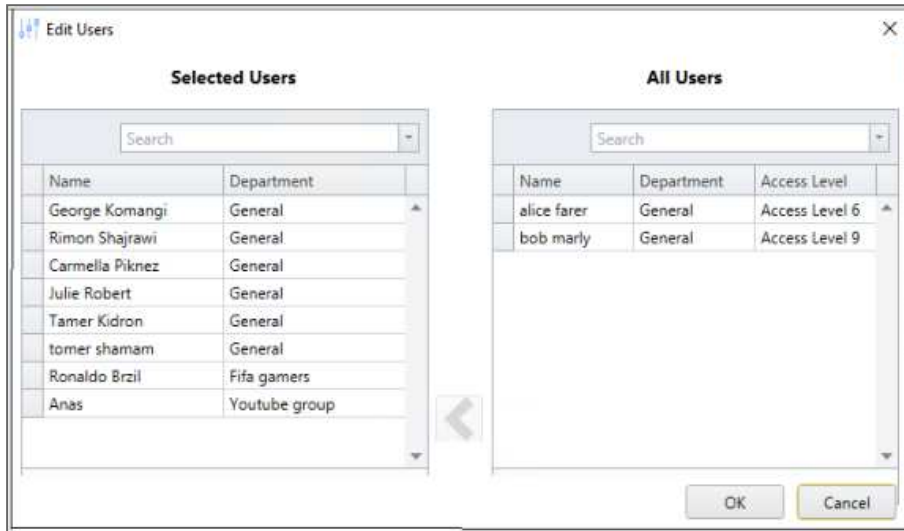 Edit Users
Selected Users
Search
Name Department
George Komangi General
Rimon Shajrawi General
Carmella Piknez General
Julie Robert General
Tamer Kidron General
tomer shamam General
Ronaldo Brzil Fifa gamers
Anas Youtube group
All Users
Search
Name Department Access Level
alice farer General Access Level 6
bob marly General Access Level 9
OK Cancel